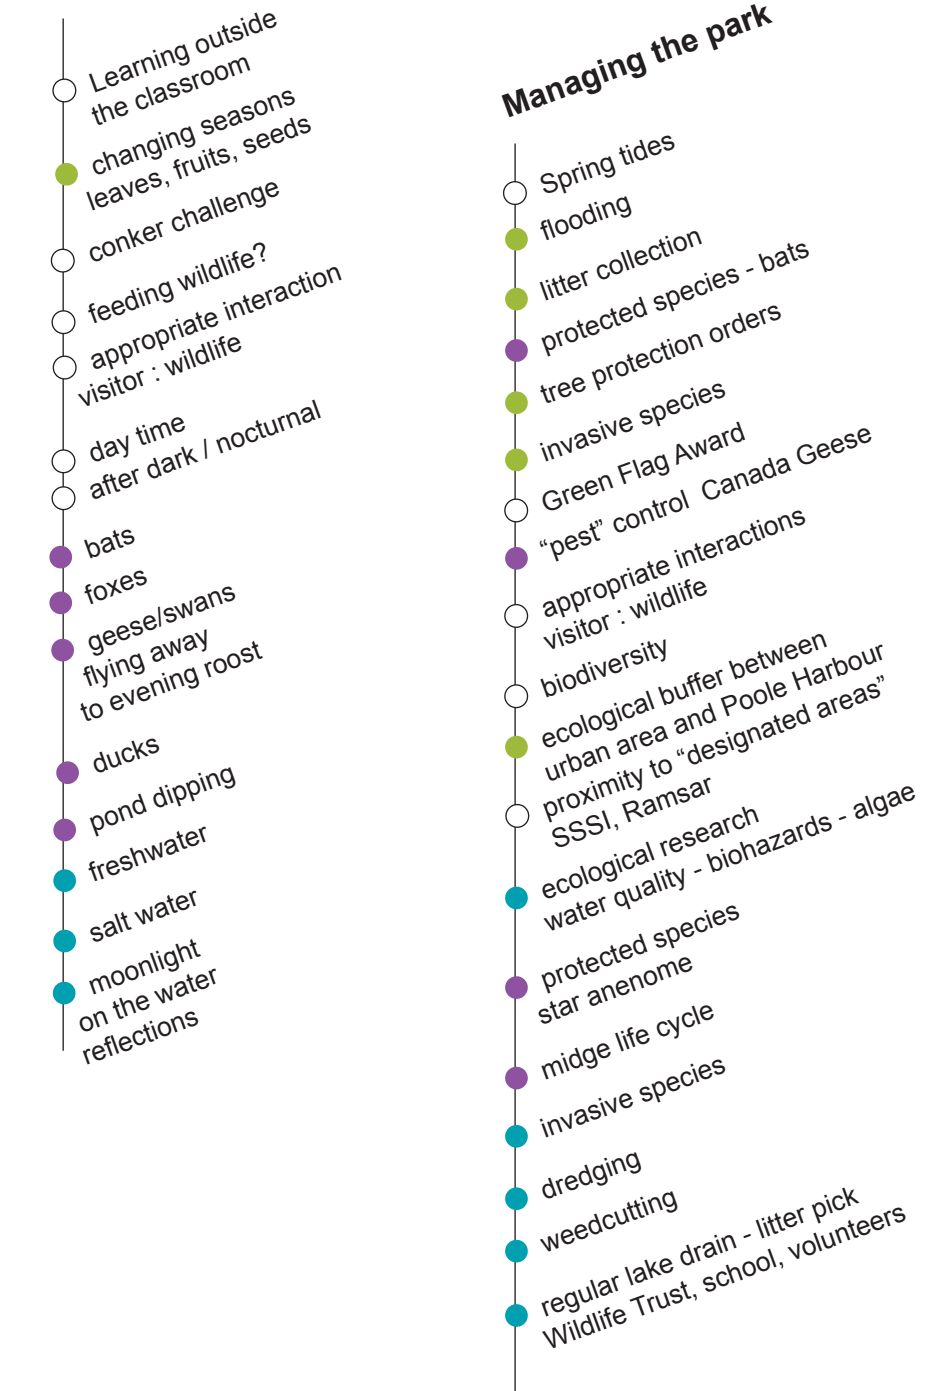 Learning outside
the classroom
changing seasons
leaves, fruits, seeds
conker challenge
feeding wildlife?
appropriate interaction
visitor : wildlife
day time
after dark / nocturnal
bats
foxes
geese/swans
flying away
to evening roost
ducks
pond dipping
freshwater
salt water
moonlight
on the water
reflections
Managing the park
Spring tides
flooding
litter collection
protected species - bats
tree protection orders
invasive species
Green Flag Award
“pest” control Canada Geese
appropriate interactions
visitor : wildlife
biodiversity
ecological buffer between
urban area and Poole Harbour
proximity to “designated areas”
SSSI, Ramsar
ecological research
water quality - biohazards - algae
protected species
star anenome
midge life cycle
invasive species
dredging
weedcutting
regular lake drain - litter pick
Wildlife Trust, school, volunteers